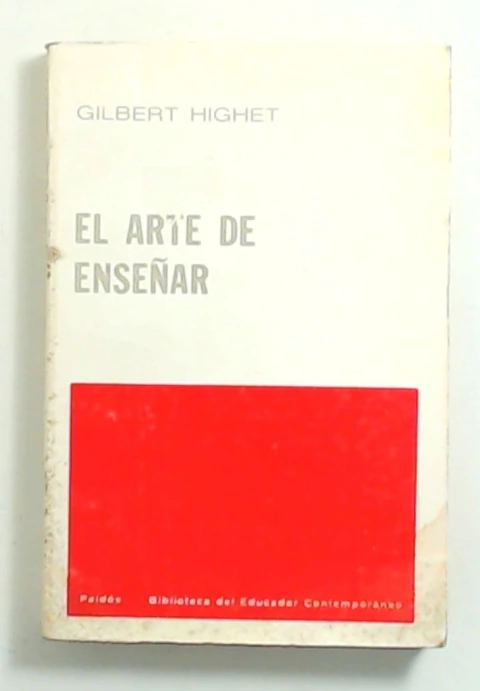 GILBERT HIGHET
EL ARTE DE
ENSEÑAR
Paidós Biblioteca del Educador Contemporáneo